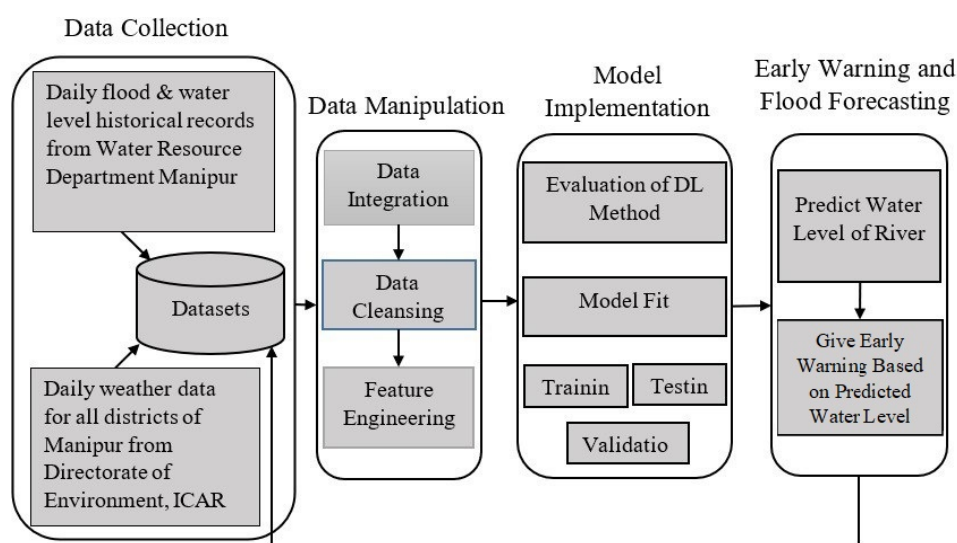 Data Collection
Daily flood & water
level historical records
from Water Resource
Department Manipur
Datasets
Daily weather data
for all districts of
Manipur from
Directorate of
Environment, ICAR
Data Manipulation
Data
Integration
Data
Cleansing
Feature
Engineering
Model
Implementation
Evaluation of DL
Method
Model Fit
Trainin
Testin
Validatio
Early Warning and
Flood Forecasting
Predict Water
Level of River
Give Early
Warning Based
on Predicted
Water Level